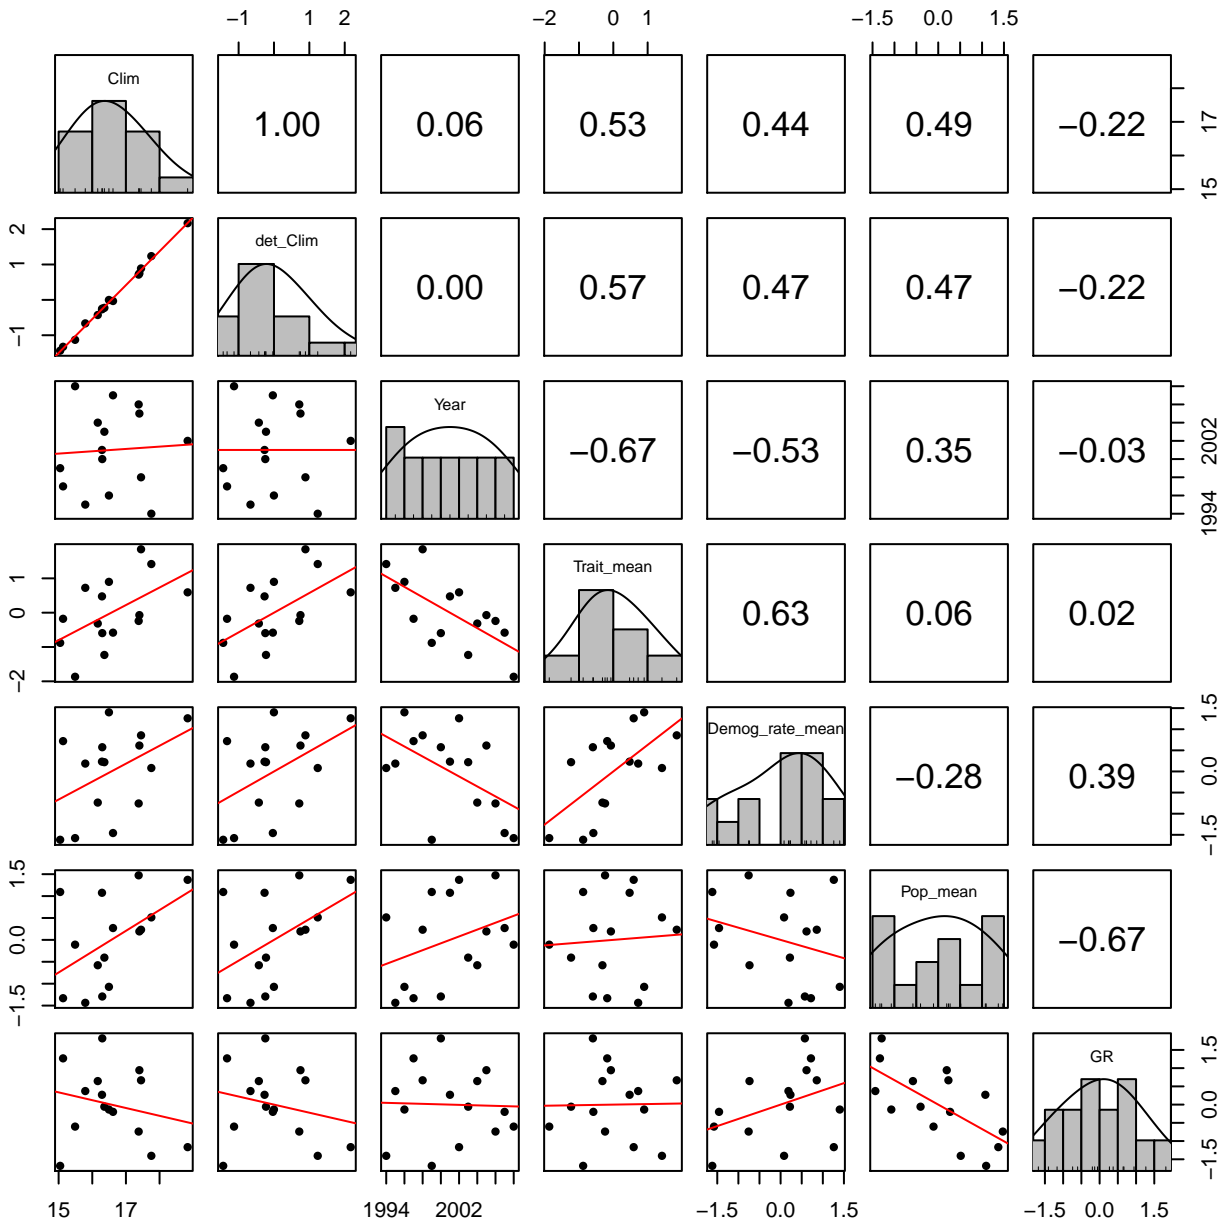 −1 1 2 −2 0 1 −1.5 0.0 1.5
Clim 1.00 0.06 0.53 0.44 0.49 −0.22 15 17
−1 1 2 det_Clim 0.00 0.57 0.47 0.47 −0.22
Year −0.67 −0.53 0.35 −0.03 1994 2002
−2 0 1 Trait_mean 0.63 0.06 0.02
Demog_rate_mean −0.28 0.39 −1.5 0.0 1.5
−1.5 0.0 1.5 Pop_mean −0.67
GR −1.5 0.0 1.5
15 17 1994 2002 −1.5 0.0 1.5 −1.5 0.0 1.5